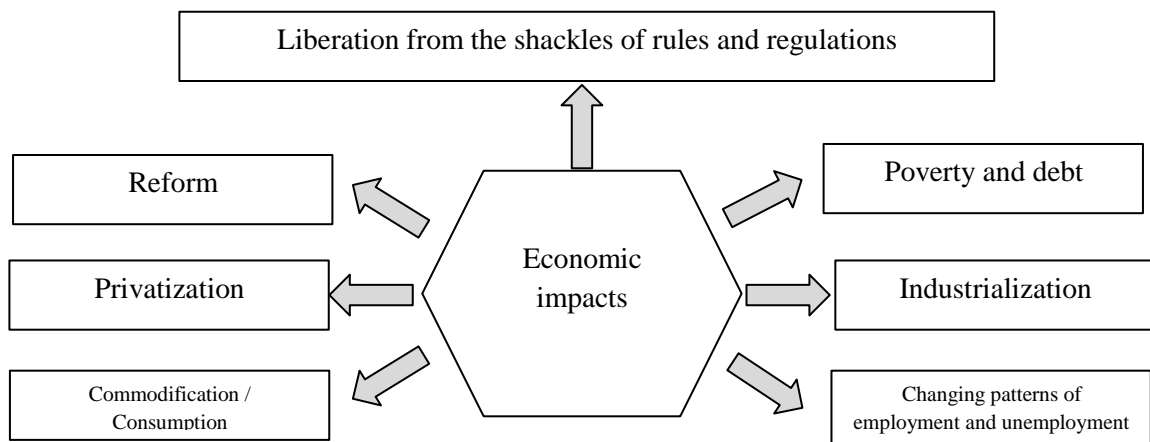 Liberation from the shackles of rules and regulations
Reform
Poverty and debt
Economic
impacts
Privatization
Industrialization
Commodification /
Consumption
Changing patterns of
employment and unemployment